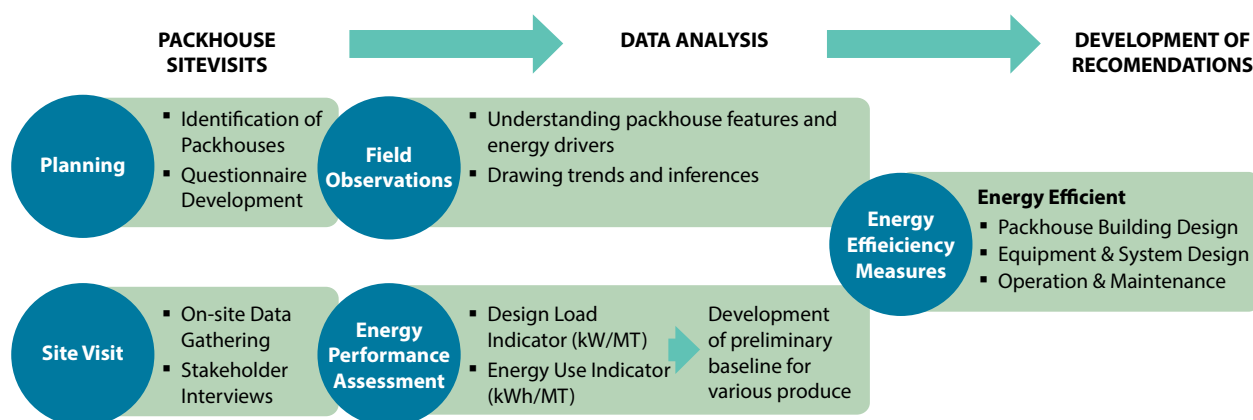 PACKHOUSE
SITEVISITS
DATA ANALYSIS
DEVELOPMENT OF
RECOMENDATIONS
Planning
▪ Identification of
Packhouses
▪ Questionnaire
Development
Field
Observations
▪ Understanding packhouse features and
energy drivers
▪ Drawing trends and inferences
Site Visit
▪ On-site Data
Gathering
▪ Stakeholder
Interviews
Energy
Performance
Assessment
▪ Design Load
Indicator (kW/MT)
▪ Energy Use Indicator
(kWh/MT)
Development
of preliminary
baseline for
various produce
Energy
Effieiciency
Measures
Energy Efficient
▪ Packhouse Building Design
▪ Equipment & System Design
▪ Operation & Maintenance